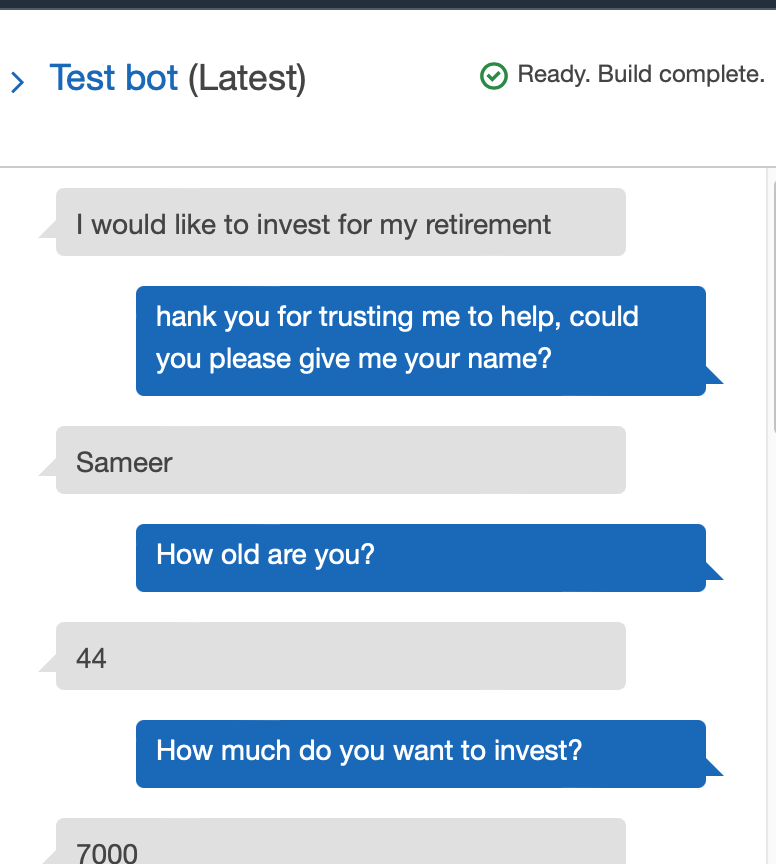 Test bot (Latest)
Ready. Build complete.
I would like to invest for my retirement
hank you for trusting me to help, could
you please give me your name?
Sameer
How old are you?
44
How much do you want to invest?
7000